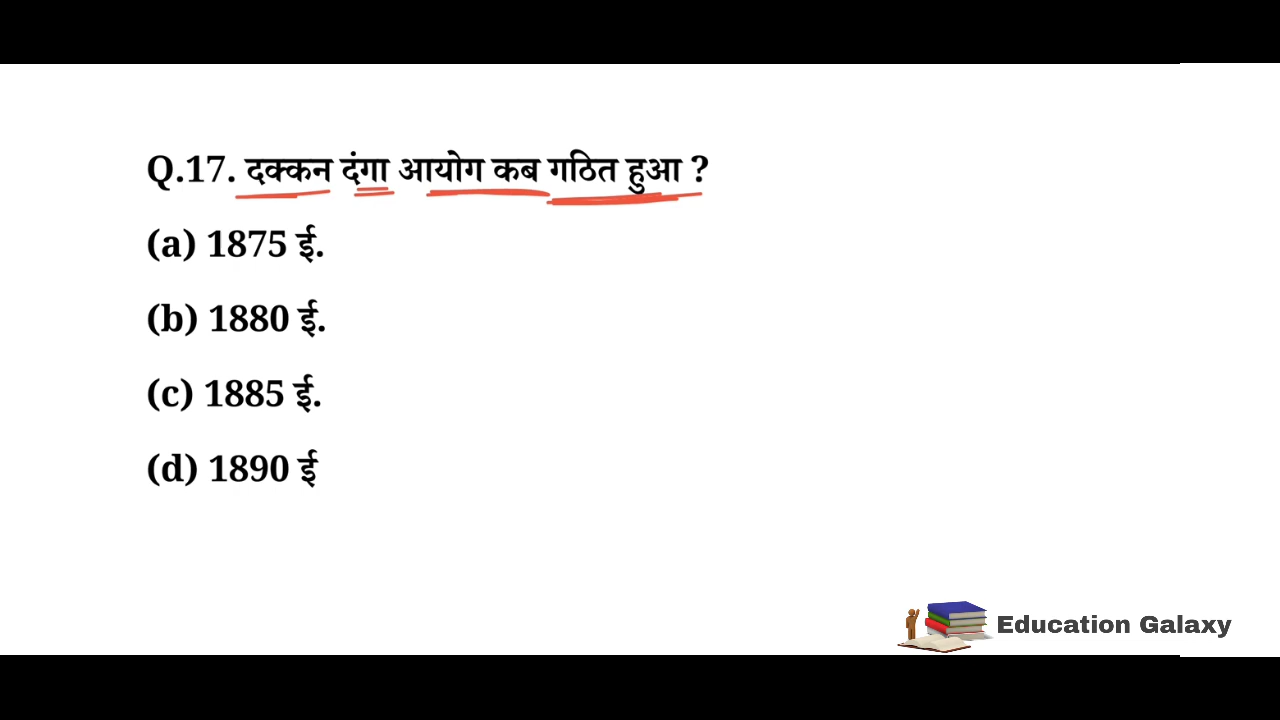 Q.17. दक्कन दंगा आयोग कब गठित हुआ ?
(a) 1875 ई.
(b) 1880 ई.
(c) 1885 ई.
(d) 1890 ई
Education Galaxy